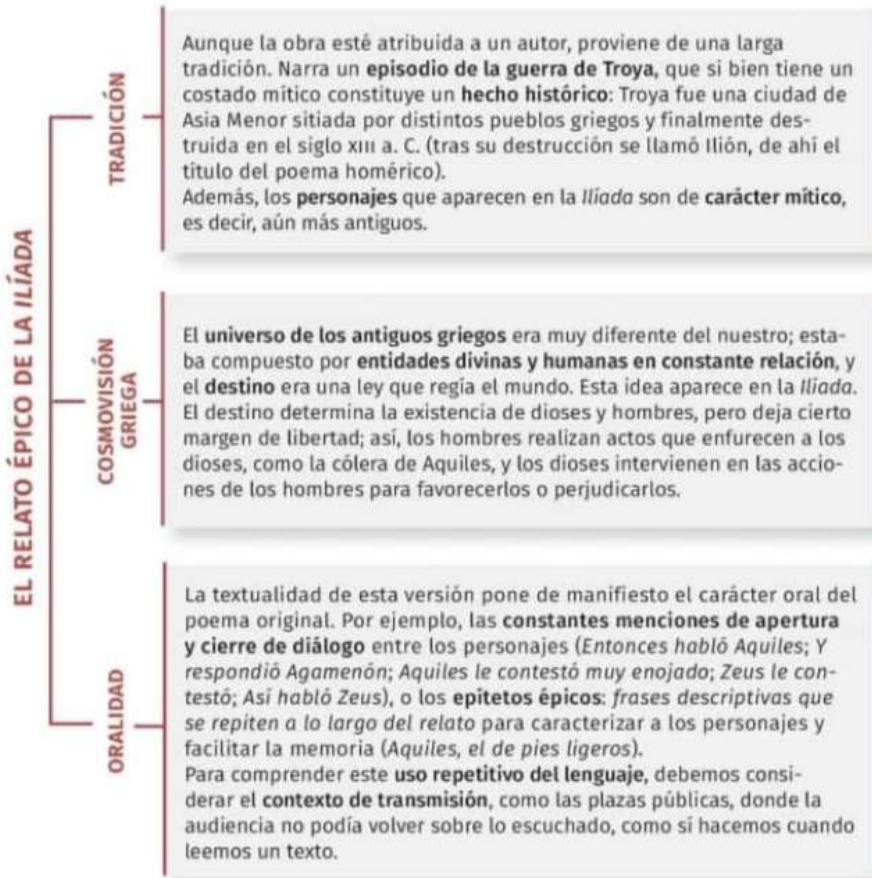 EL RELATO ÉPICO DE LA ILÍADA
TRADICIÓN
Aunque la obra esté atribuida a un autor, proviene de una larga
tradición. Narra un episodio de la guerra de Troya, que si bien tiene un
costado mítico constituye un hecho histórico: Troya fue una ciudad de
Asia Menor sitiada por distintos pueblos griegos y finalmente des-
truida en el siglo XIII a. C. (tras su destrucción se llamó Ilión, de ahí el
título del poema homérico).
Además, los personajes que aparecen en la Ilíada son de carácter mítico,
es decir, aún más antiguos.
COSMOVISIÓN
GRIEGA
El universo de los antiguos griegos era muy diferente del nuestro; esta-
ba compuesto por entidades divinas y humanas en constante relación, y
el destino era una ley que regía el mundo. Esta idea aparece en la Ilíada.
El destino determina la existencia de dioses y hombres, pero deja cierto
margen de libertad; así, los hombres realizan actos que enfurecen a los
dioses, como la cólera de Aquiles, y los dioses intervienen en las accio-
nes de los hombres para favorecerlos o perjudicarlos.
ORALIDAD
La textualidad de esta versión pone de manifiesto el carácter oral del
poema original. Por ejemplo, las constantes menciones de apertura
y cierre de diálogo entre los personajes (Entonces habló Aquiles; Y
respondió Agamenón; Aquiles le contestó muy enojado; Zeus le con-
testó; Así habló Zeus), o los epítetos épicos: frases descriptivas que
se repiten a lo largo del relato para caracterizar a los personajes y
facilitar la memoria (Aquiles, el de pies ligeros).
Para comprender este uso repetitivo del lenguaje, debemos consi-
derar el contexto de transmisión, como las plazas públicas, donde la
audiencia no podía volver sobre lo escuchado, como sí hacemos cuando
leemos un texto.